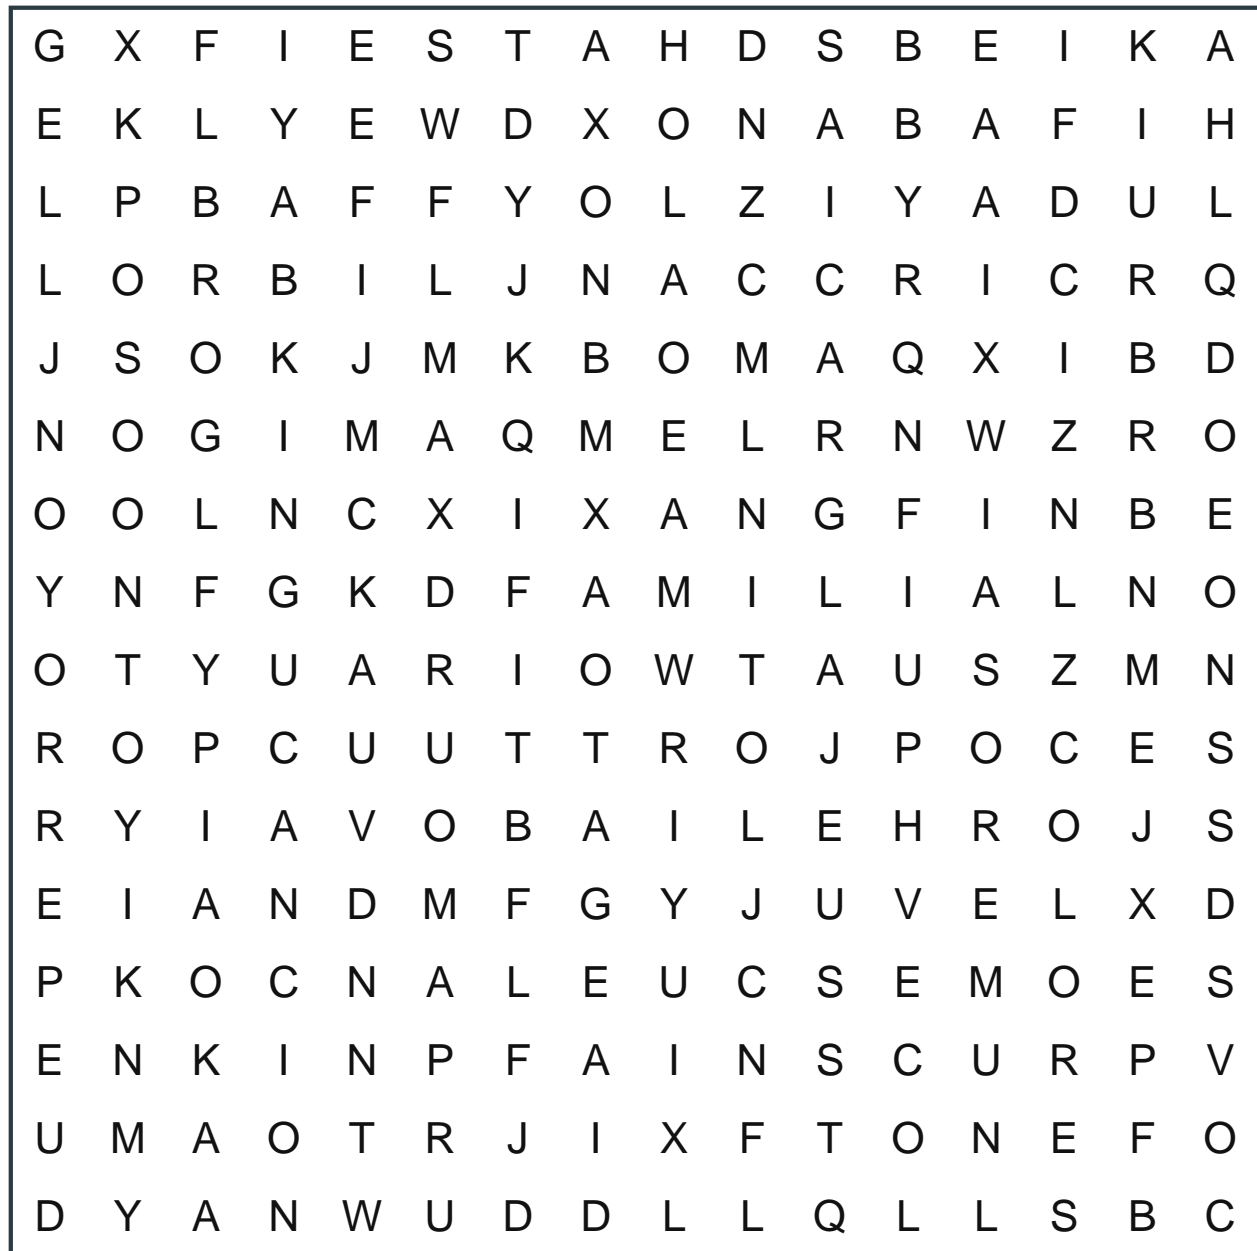 G X F I E S T A H D S B E I K A
E K L Y E W D X O N A B A F I H
L P B A F F Y O L Z I Y A D U L
L O R B I L J N A C C R I C R Q
J S O K J M K B O M A Q X I B D
N O G I M A Q M E L R N W Z R O
O O L N C X I X A N G F I N B E
Y N F G K D F A M I L I A L N O
O T Y U A R I O W T A U S Z M N
R O P C U U T T R O J P O C E S
R Y I A V O B A I L E H R O J S
E I A N D M F G Y J U V E L X D
P K O C N A L E U C S E M O E S
E N K I N P F A I N S C U R P V
U M A O T R J I X F T O N E F O
D Y A N W U D D L L Q L L S B C